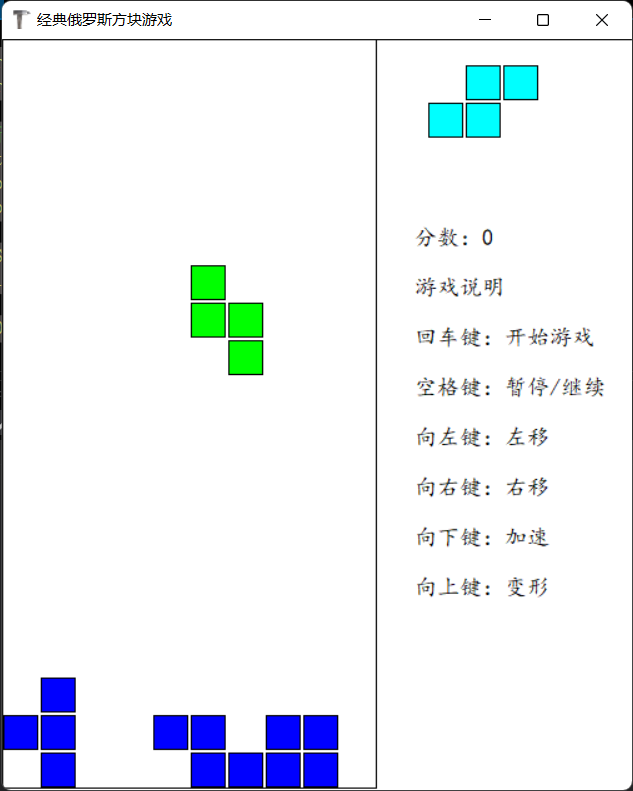 经典俄罗斯方块游戏
分数：0
游戏说明
回车键：开始游戏
空格键：暂停/继续
向左键：左移
向右键：右移
向下键：加速
向上键：变形